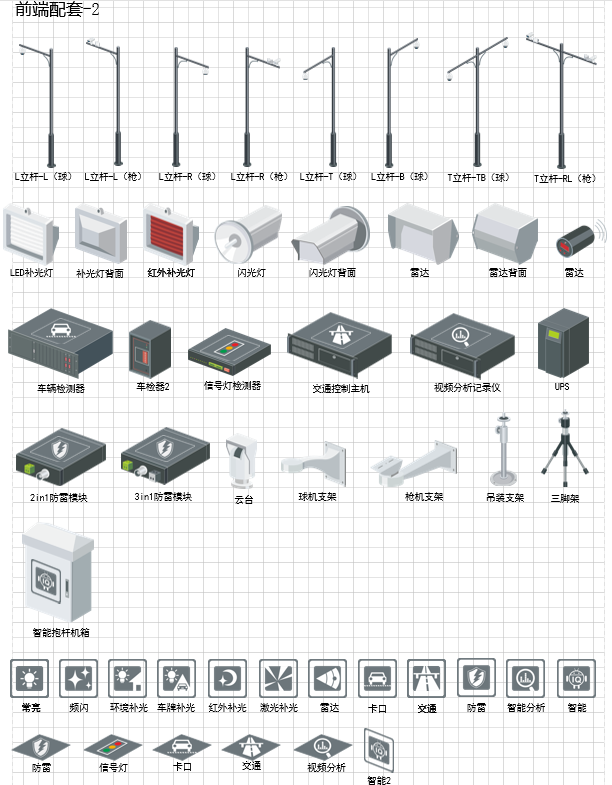 前端配套-2
L立杆-L（球） L立杆-L（枪） L立杆-R（球） L立杆-R（枪） L立杆-T（球） L立杆-B（球） T立杆-TB（球） T立杆-RL（枪）
LED补光灯 补光灯背面 红外补光灯 闪光灯 闪光灯背面 雷达 雷达背面 雷达
车辆检测器 车检器2 信号灯检测器 交通控制主机 视频分析记录仪 UPS
2in1防雷模块 3in1防雷模块 云台 球机支架 枪机支架 吊装支架 三脚架
智能抱杆机箱
常亮 频闪 环境补光 车牌补光 红外补光 激光补光 雷达 卡口 交通 防雷 智能分析 智能
防雷 信号灯 卡口 交通 视频分析 智能2